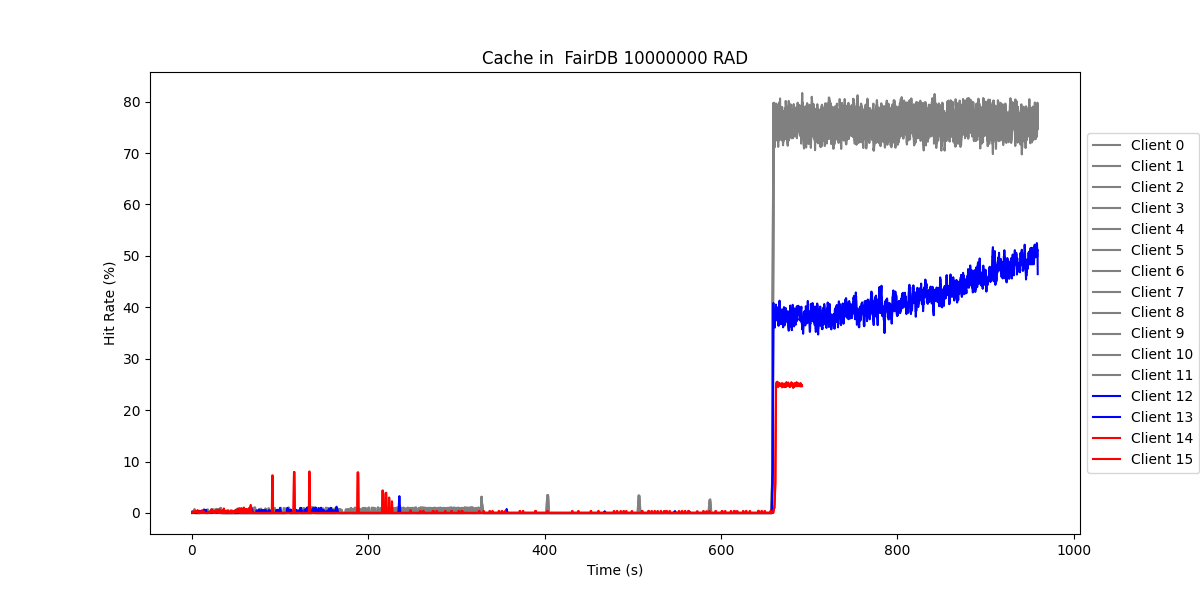 Cache in  FairDB 10000000 RAD
Hit Rate (%)
80
70
60
50
40
30
20
10
0
0
200
400
600
800
1000
Time (s)
Client 0
Client 1
Client 2
Client 3
Client 4
Client 5
Client 6
Client 7
Client 8
Client 9
Client 10
Client 11
Client 12
Client 13
Client 14
Client 15